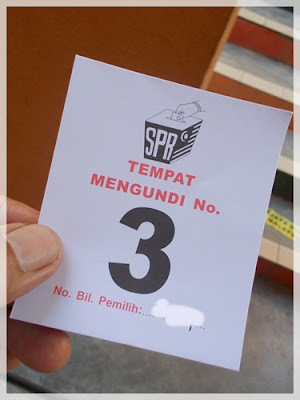 SPR
TEMPAT
MENGUNDI No.
3
No. Bil. Pemilih: